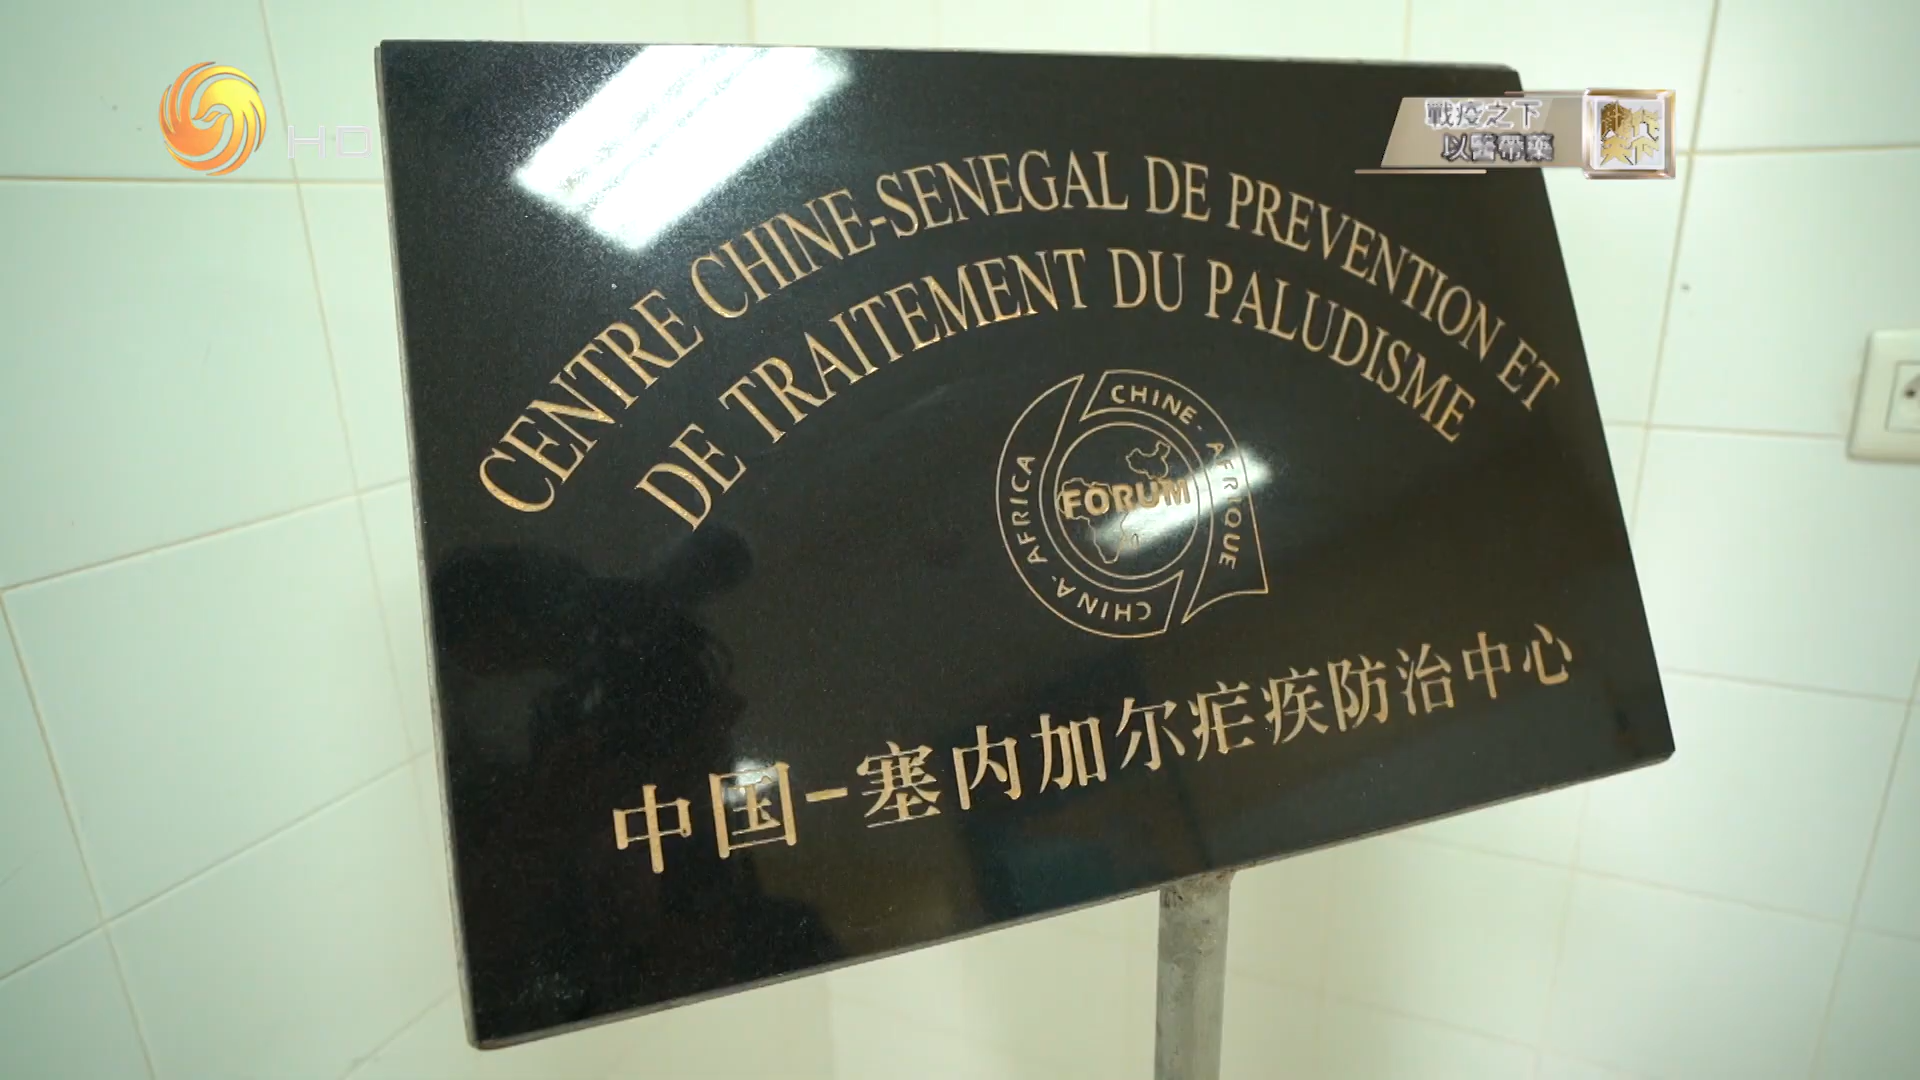 HD
戰疫之下
以醫帶藥
CENTRE CHINE-SENEGAL DE PREVENTION ET
DE TRAITEMENT DU PALUDISME
CHINE-AFRIQUE
FORUM
CHINA-AFRICA
中国-塞内加尔疟疾防治中心